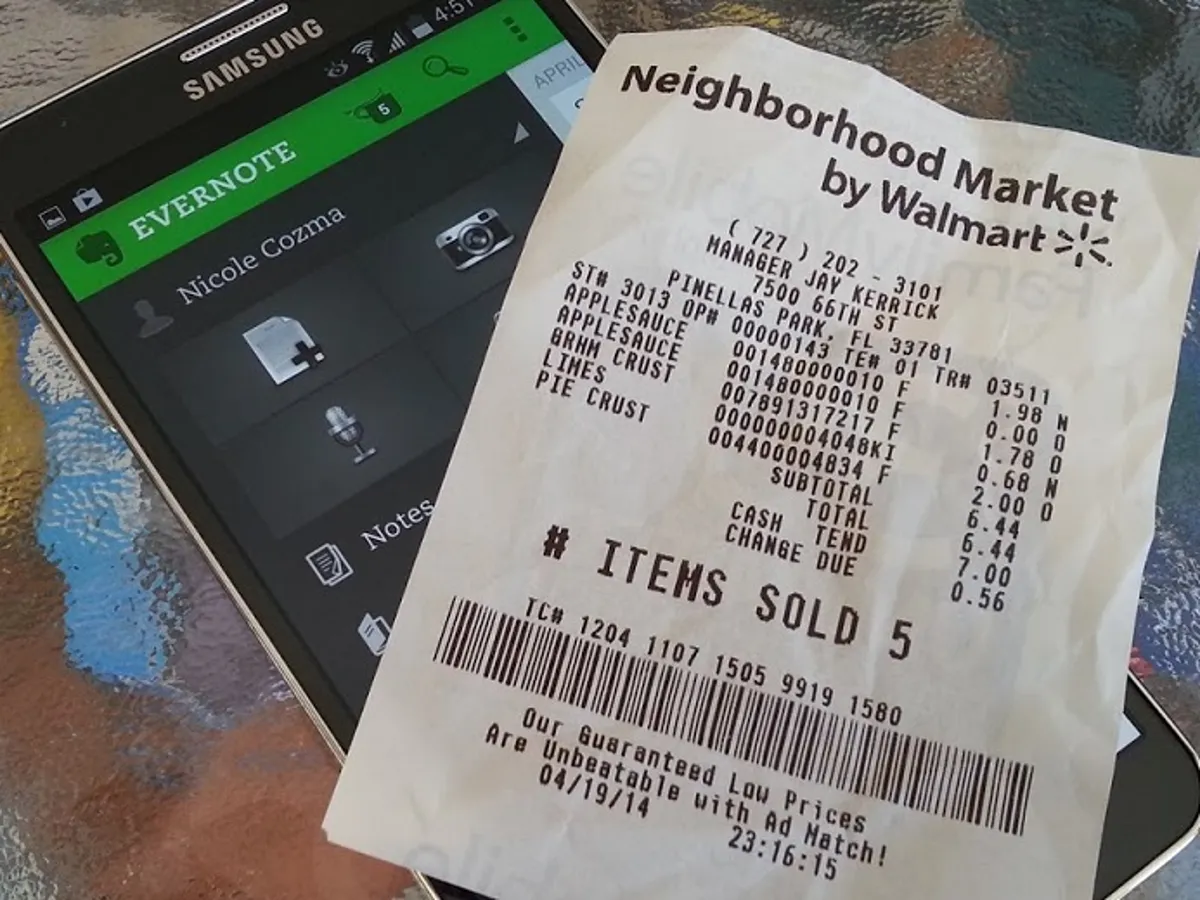 SAMSUNG
4:51
EVERNOTE
5
APRIL
Nicole Cozma
Notes
Neighborhood Market
by Walmart
( 727 ) 202 - 3101
MANAGER JAY KERRICK
7500 66TH ST
PINELLAS PARK, FL 33781
ST# 3013 OP# 00000143 TE# 01 TR# 03511
APPLESAUCE 001480000010 F 1.98 N
APPLESAUCE 001480000010 F 0.00 O
GRHM CRUST 007891317217 F 1.78 O
LIMES 000000004048KI 0.68 N
PIE CRUST 004400004834 F 2.00 O
SUBTOTAL 6.44
TOTAL 6.44
CASH TEND 7.00
CHANGE DUE 0.56
# ITEMS SOLD 5
TC# 1204 1107 1505 9919 1580
Our Guaranteed Low Prices
Are Unbeatable with Ad Match!
04/19/14 23:16:15